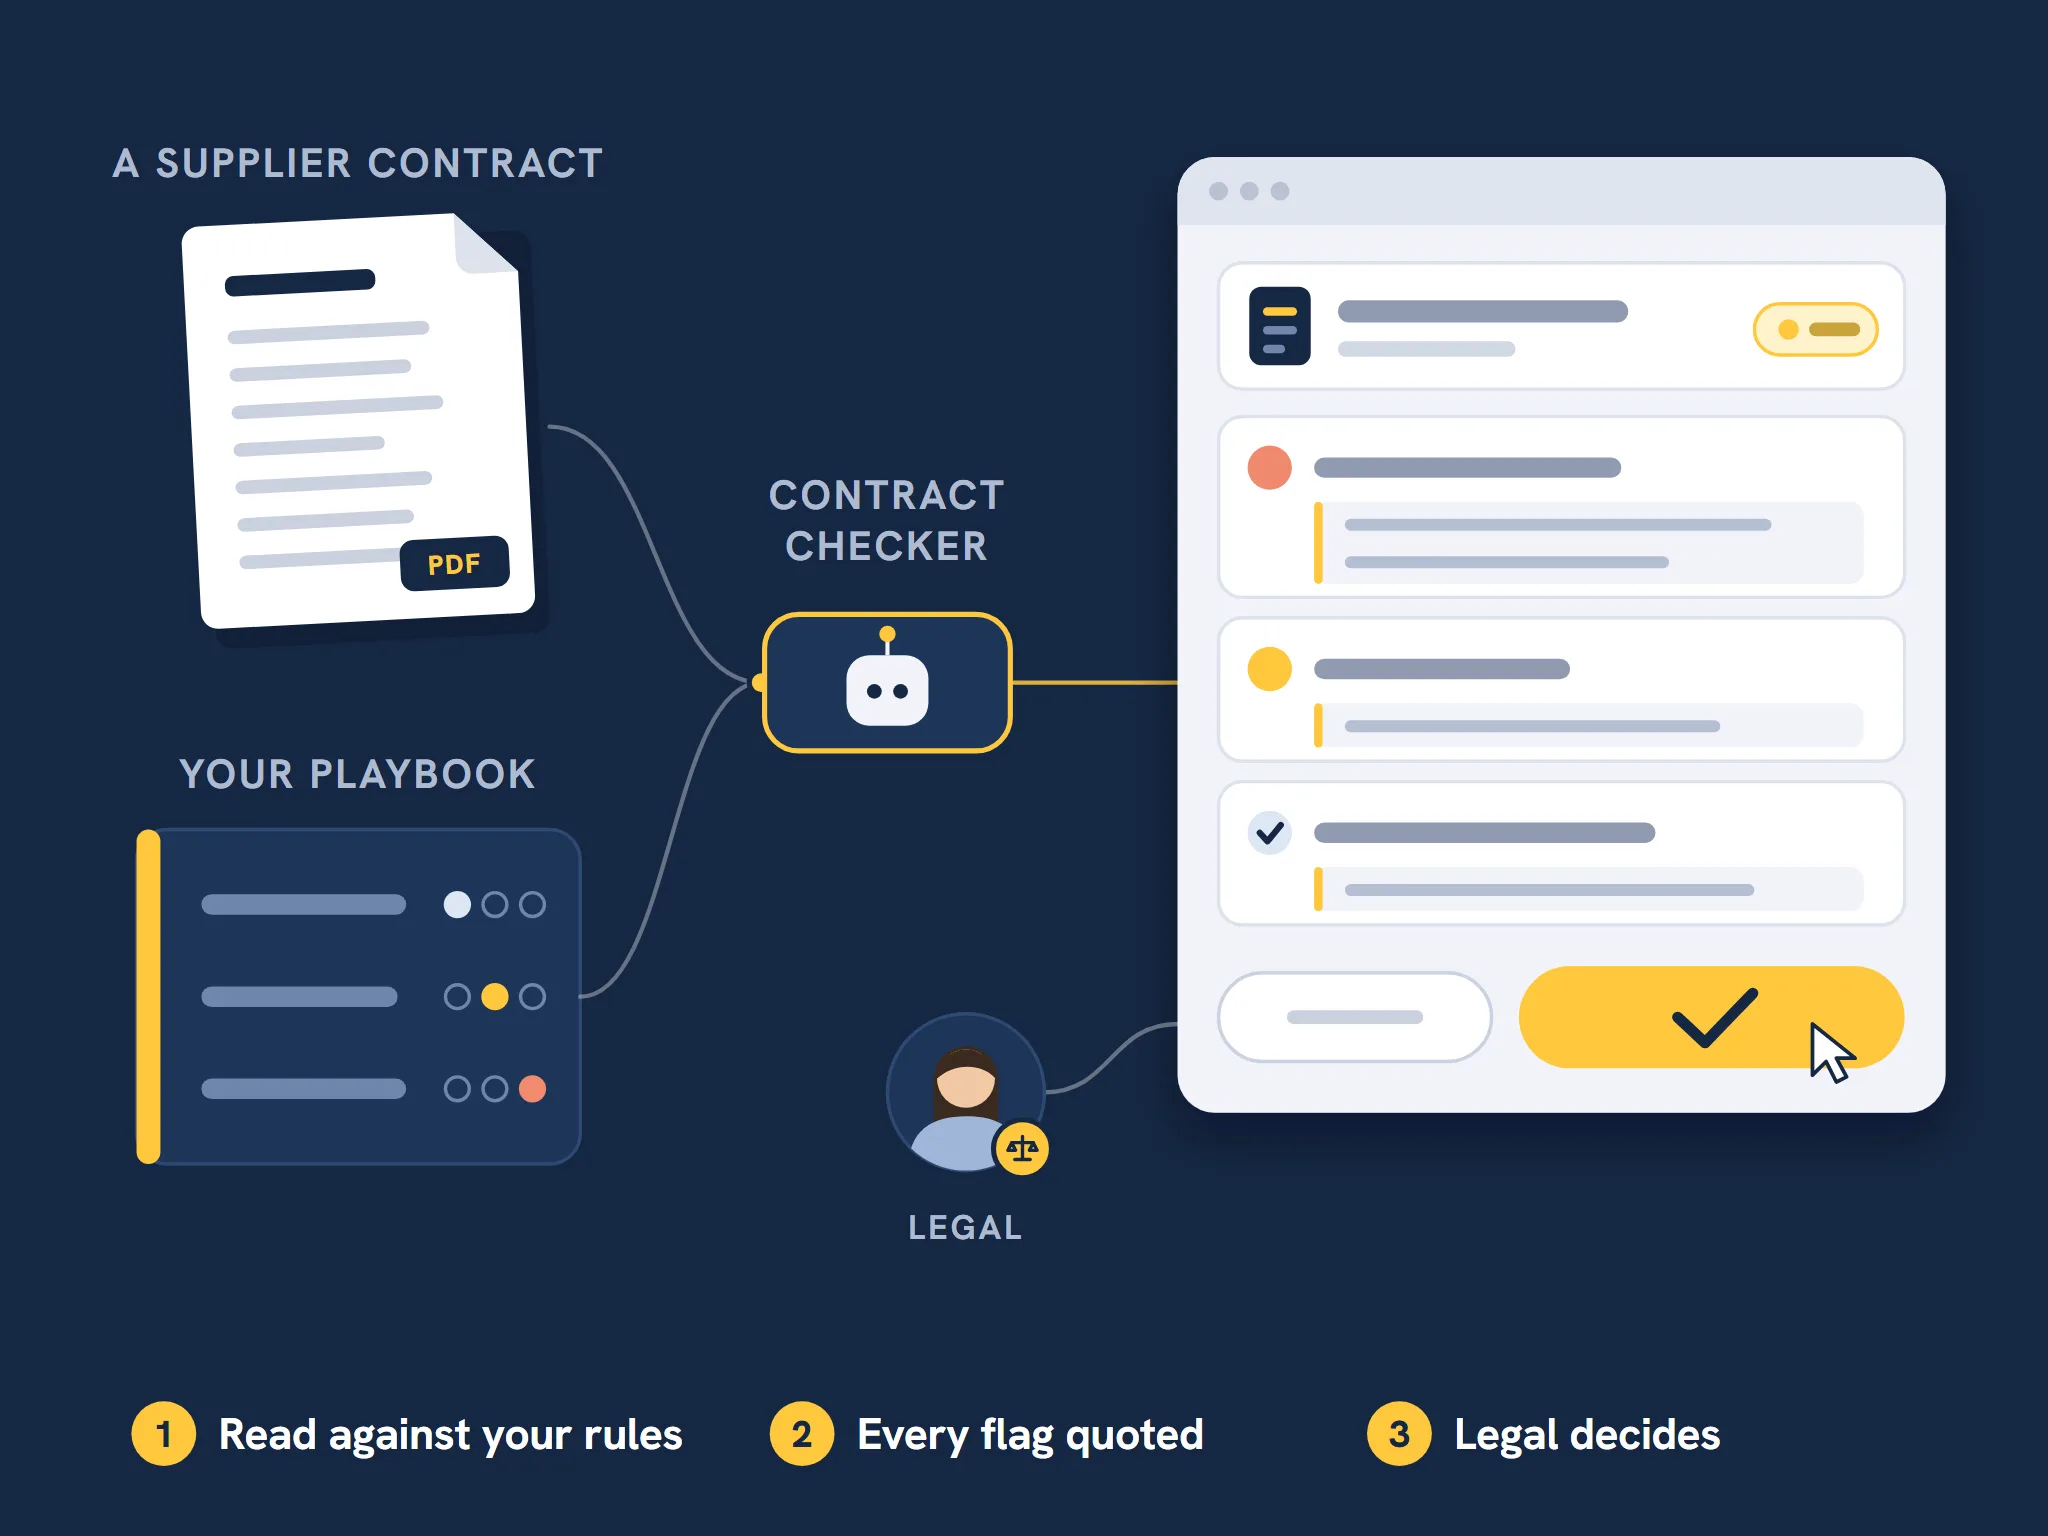 A SUPPLIER CONTRACT
PDF
CONTRACT
CHECKER
YOUR PLAYBOOK
LEGAL
1 Read against your rules
2 Every flag quoted
3 Legal decides